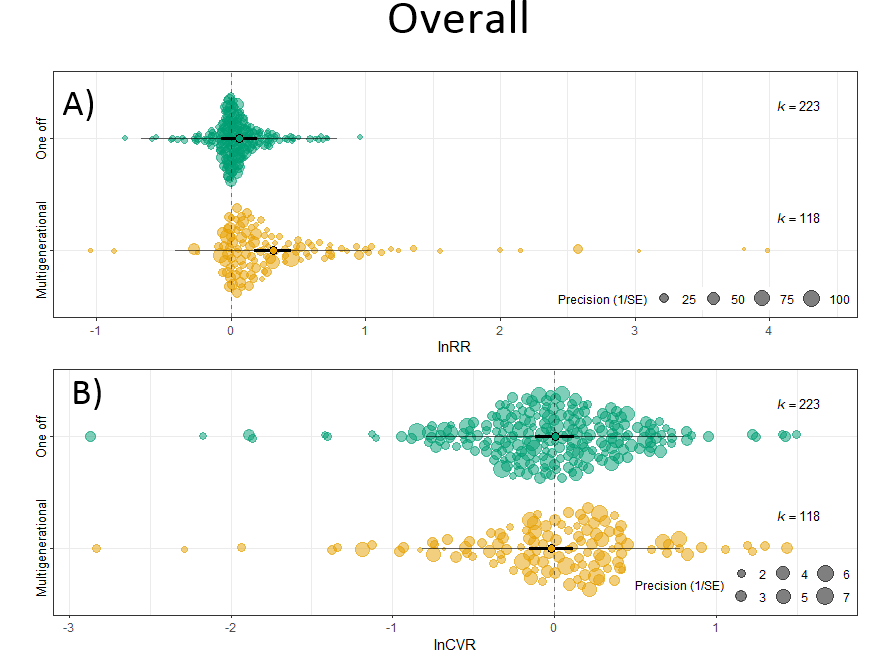 Overall
A)
One off
k = 223
Multigenerational
k = 118
Precision (1/SE) 25 50 75 100
-1 0 1 2 3 4
lnRR
B)
One off
k = 223
Multigenerational
k = 118
Precision (1/SE)
2 4 6
3 5 7
-3 -2 -1 0 1
lnCVR